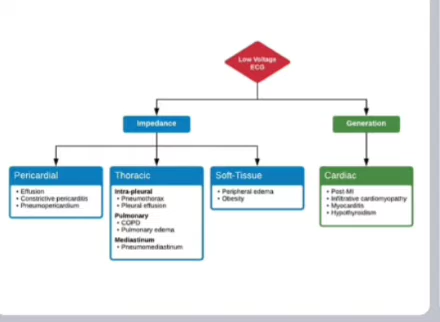 Low Voltage
ECG
Impedance
Generation
Pericardial
• Effusion
• Constrictive pericarditis
• Pneumopericardium
Thoracic
Intra-pleural
• Pneumothorax
• Pleural effusion
Pulmonary
• COPD
• Pulmonary edema
Mediastinum
• Pneumomediastinum
Soft-Tissue
• Peripheral edema
• Obesity
Cardiac
• Post-MI
• Infiltrative cardiomyopathy
• Myocarditis
• Hypothyroidism